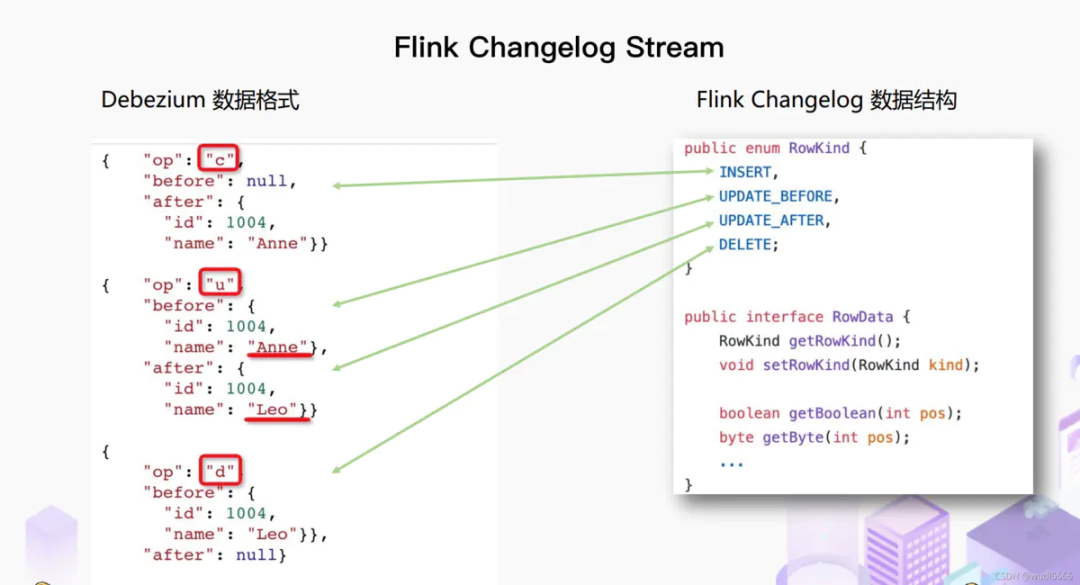 Flink Changelog Stream
Debezium 数据格式
{ "op": "c",
"before": null,
"after": {
"id": 1004,
"name": "Anne"}}
{ "op": "u",
"before": {
"id": 1004,
"name": "Anne"},
"after": {
"id": 1004,
"name": "Leo"}}
{
"op": "d"
"before": {
"id": 1004,
"name": "Leo"}},
"after": null}
Flink Changelog 数据结构
public enum RowKind {
INSERT,
UPDATE_BEFORE,
UPDATE_AFTER,
DELETE;
}
public interface RowData {
RowKind getRowKind();
void setRowKind(RowKind kind);
boolean getBoolean(int pos);
byte getByte(int pos);
...
}